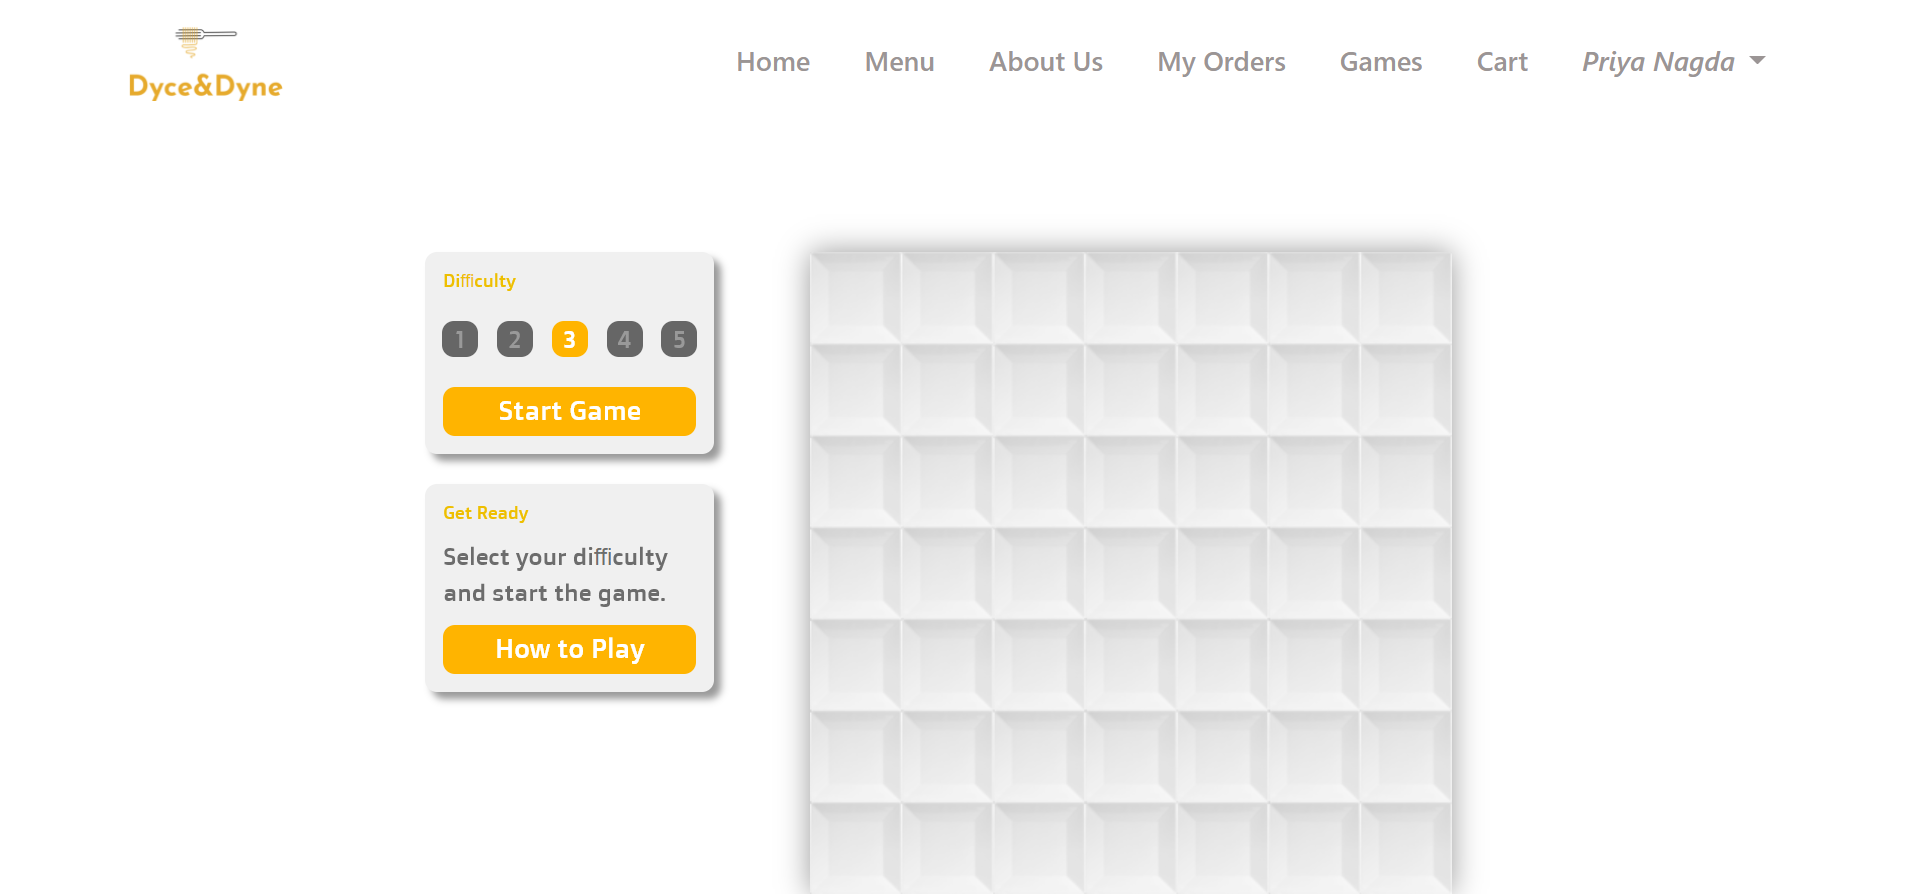 Dyce&Dyne
Home Menu About Us My Orders Games Cart Priya Nagda
Difficulty
1 2 3 4 5
Start Game
Get Ready
Select your difficulty
and start the game.
How to Play